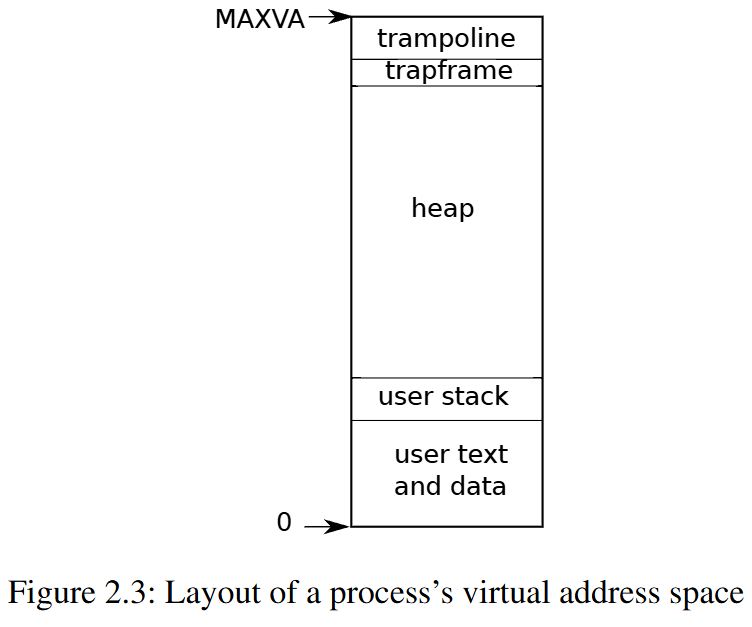 MAXVA
trampoline
trapframe
heap
user stack
user text
and data
0
Figure 2.3: Layout of a process’s virtual address space